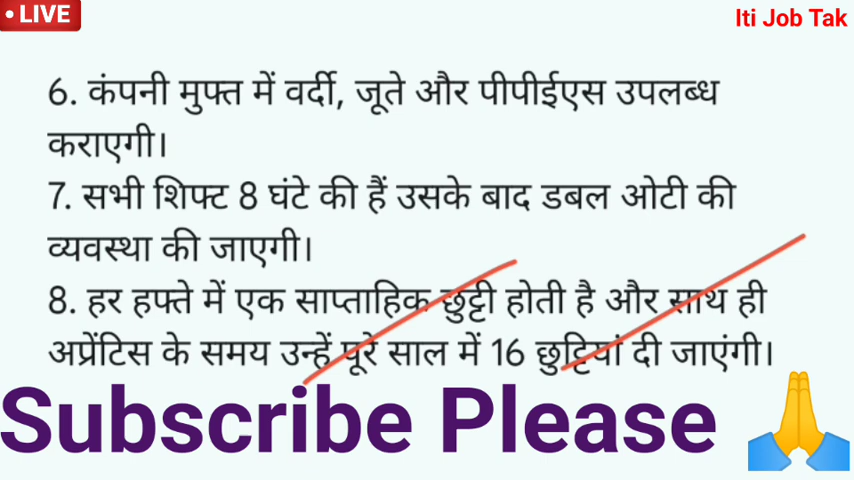 • LIVE
Iti Job Tak
6. कंपनी मुफ्त में वर्दी, जूते और पीपीईएस उपलब्ध
कराएगी।
7. सभी शिफ्ट 8 घंटे की हैं उसके बाद डबल ओटी की
व्यवस्था की जाएगी।
8. हर हफ्ते में एक साप्ताहिक छुट्टी होती है और साथ ही
अप्रेंटिस के समय उन्हें पूरे साल में 16 छुट्टियां दी जाएंगी।
Subscribe Please